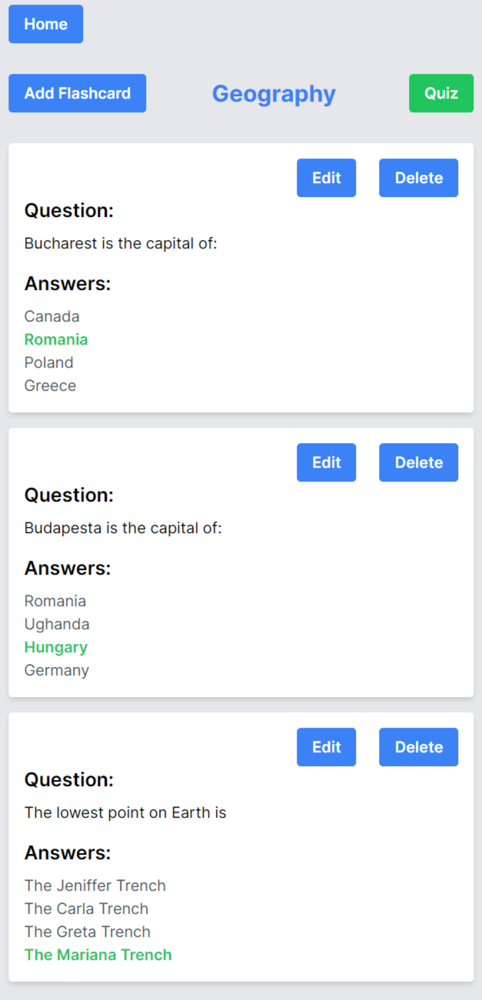 Home
Add Flashcard Geography Quiz
Edit Delete
Question:
Bucharest is the capital of:
Answers:
Canada
Romania
Poland
Greece
Edit Delete
Question:
Budapesta is the capital of:
Answers:
Romania
Ughanda
Hungary
Germany
Edit Delete
Question:
The lowest point on Earth is
Answers:
The Jeniffer Trench
The Carla Trench
The Greta Trench
The Mariana Trench